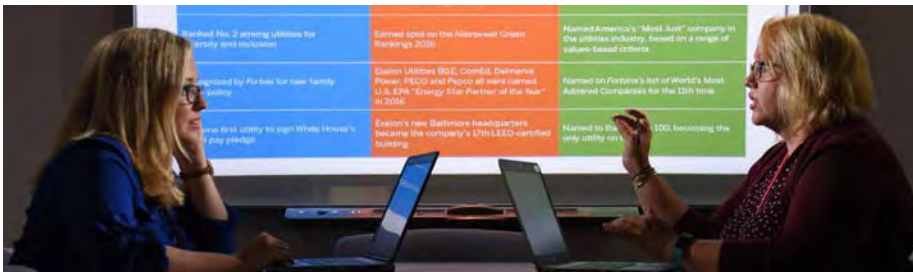 Ranked No. 2 among utilities for
diversity and inclusion
Earned spot on the Newsweek Green
Rankings 2016
Named America's "Most Just" company in
the utilities industry, based on a range of
values-based criteria
Recognized by Forbes for new family
policy
Exelon Utilities BGE, ComEd, Delmarva
Power, PECO and Pepco all were named
U.S. EPA "Energy Star Partner of the Year"
in 2016
Named on Fortune's list of World's Most
Admired Companies for the 11th time
first utility to sign White House's
pay pledge
Exelon's new Baltimore headquarters
became the company's 17th LEED-certified
building
Named to the 100, becoming the
only utility on